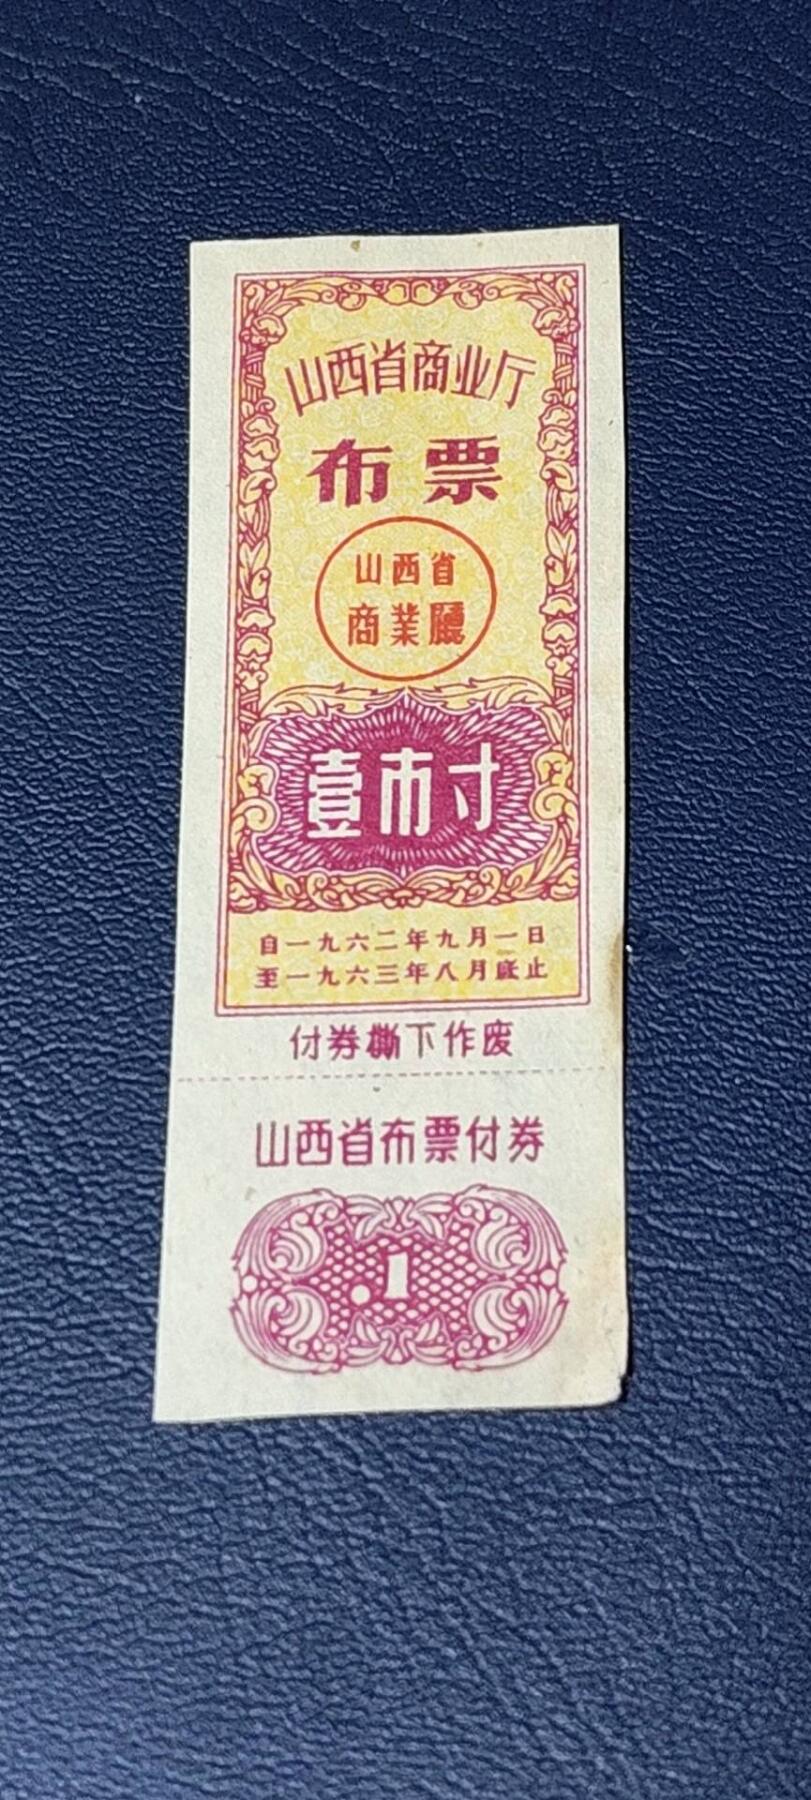 山西省商业厅
布票
山西省
商業廳
壹市寸
自一九六二年九月一日
至一九六三年八月底止
付券撕下作废
山西省布票付券
.1